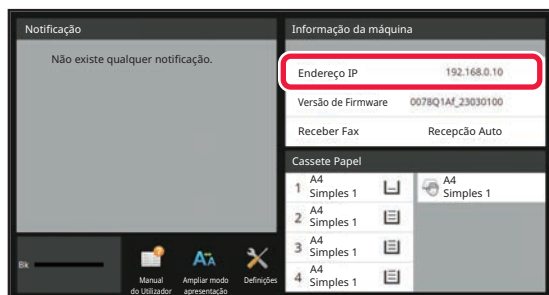 Notificação
Não existe qualquer notificação.
Informação da máquina
Endereço IP 192.168.0.10
Versão de Firmware 0078Q1Af_23030100
Receber Fax Recepcão Auto
Cassete Papel
1 A4
Simples 1
A4
Simples 1
2 A4
Simples 1
3 A4
Simples 1
4 A4
Simples 1
Bk
Manual
do Utilizador
AA
Ampliar modo
apresentação
Definições